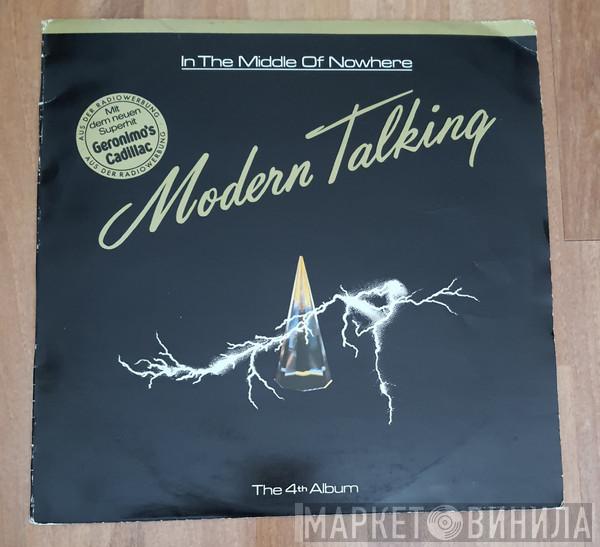 In The Middle Of Nowhere
AUS DER RADIOWERBUNG
Mit
dem neuen
Superhit
Geronimo's
Cadillac
AUS DER RADIOWERBUNG
Modern Talking
The 4th Album
МАРКЕТ ВИНИЛА